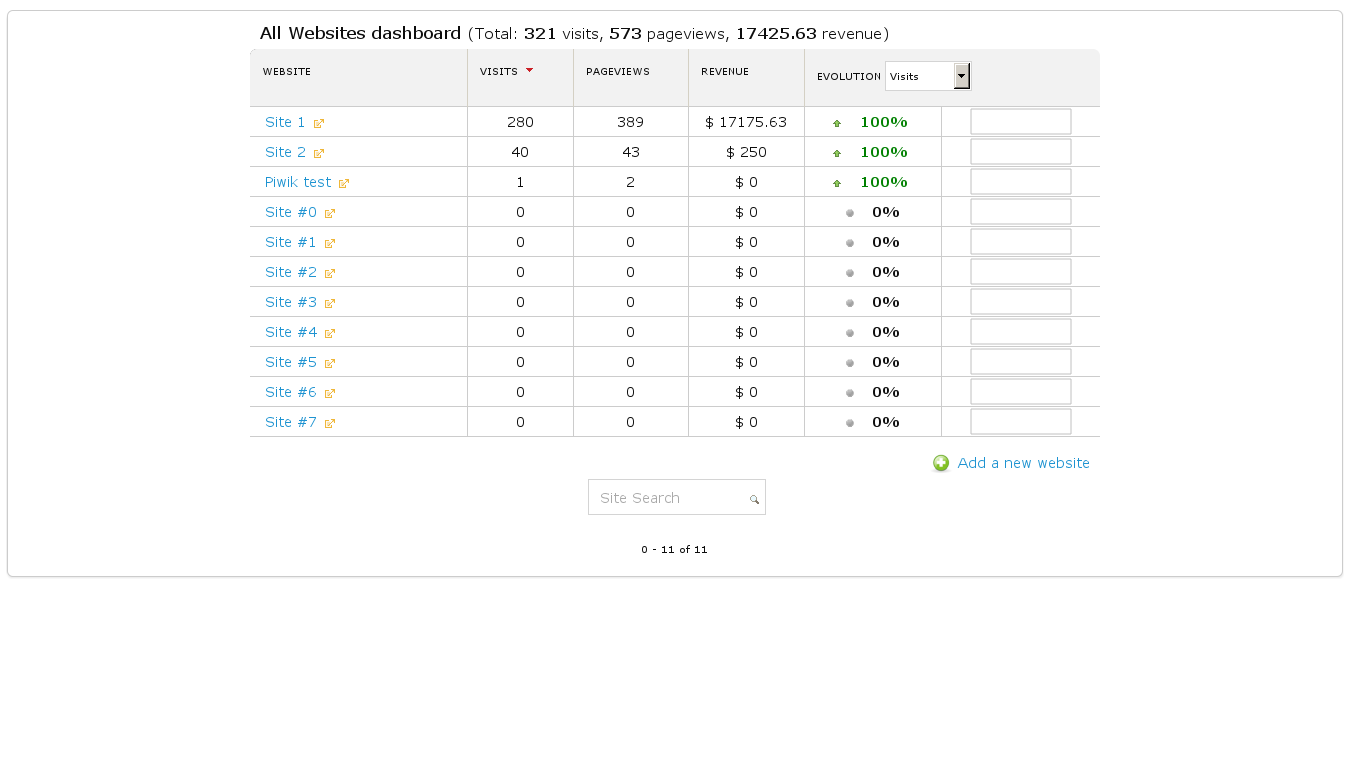 All Websites dashboard (Total: 321 visits, 573 pageviews, 17425.63 revenue)
WEBSITE VISITS PAGEVIEWS REVENUE EVOLUTION Visits
Site 1 280 389 $ 17175.63 100%
Site 2 40 43 $ 250 100%
Piwik test 1 2 $ 0 100%
Site #0 0 0 $ 0 0%
Site #1 0 0 $ 0 0%
Site #2 0 0 $ 0 0%
Site #3 0 0 $ 0 0%
Site #4 0 0 $ 0 0%
Site #5 0 0 $ 0 0%
Site #6 0 0 $ 0 0%
Site #7 0 0 $ 0 0%
Add a new website
Site Search
0 - 11 of 11